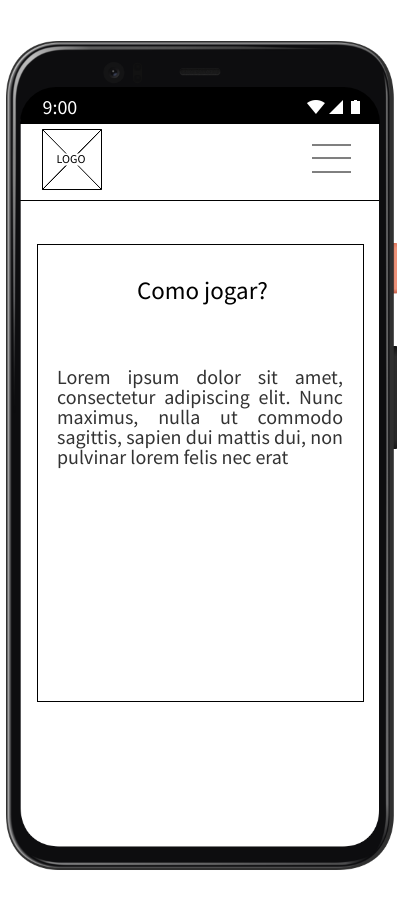 9:00
LOGO
Como jogar?
Lorem ipsum dolor sit amet,
consectetur adipiscing elit. Nunc
maximus, nulla ut commodo
sagittis, sapien dui mattis dui, non
pulvinar lorem felis nec erat